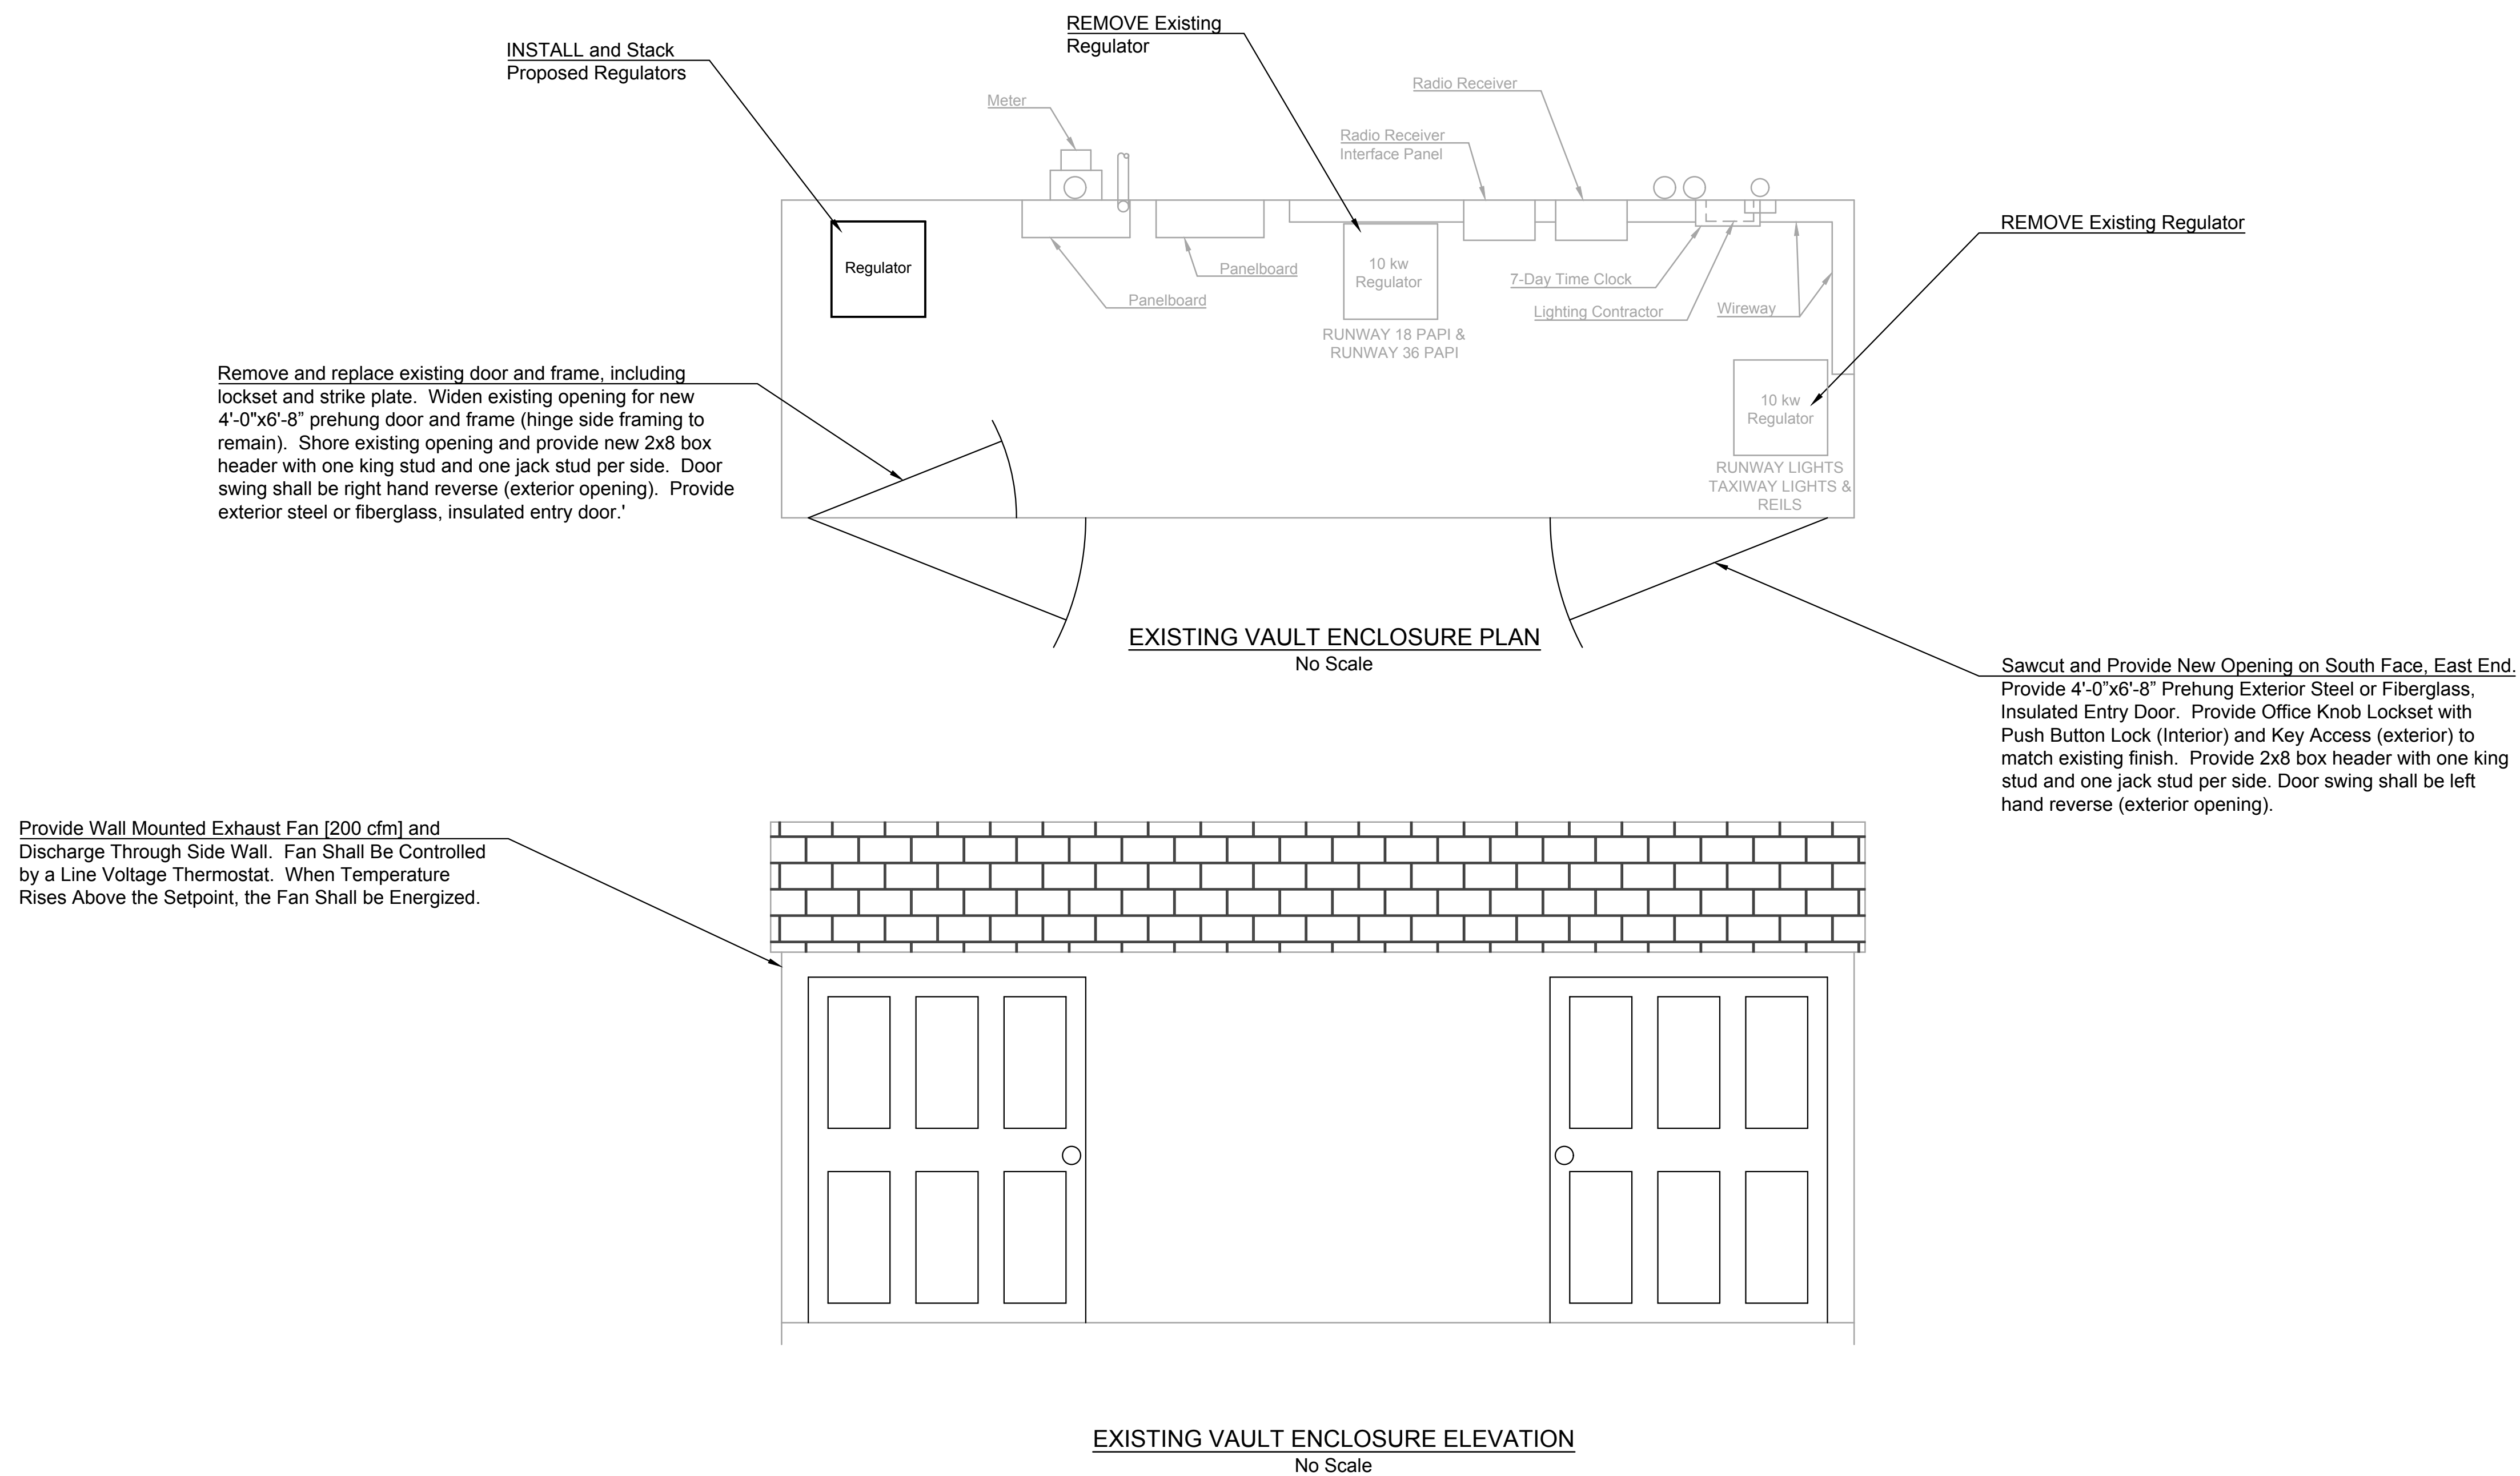 REMOVE Existing
Regulator
INSTALL and Stack
Proposed Regulators
Meter
Radio Receiver
Radio Receiver
Interface Panel
REMOVE Existing Regulator
Regulator
10 kw
Regulator
Panelboard
Panelboard
7-Day Time Clock
Lighting Contractor
Wireway
RUNWAY 18 PAPI &
RUNWAY 36 PAPI
10 kw
Regulator
RUNWAY LIGHTS
TAXIWAY LIGHTS &
REILS
Remove and replace existing door and frame, including
lockset and strike plate.  Widen existing opening for new
4'-0"x6'-8” prehung door and frame (hinge side framing to
remain).  Shore existing opening and provide new 2x8 box
header with one king stud and one jack stud per side.  Door
swing shall be right hand reverse (exterior opening).  Provide
exterior steel or fiberglass, insulated entry door.'
EXISTING VAULT ENCLOSURE PLAN
No Scale
Sawcut and Provide New Opening on South Face, East End.
Provide 4'-0”x6'-8” Prehung Exterior Steel or Fiberglass,
Insulated Entry Door.  Provide Office Knob Lockset with
Push Button Lock (Interior) and Key Access (exterior) to
match existing finish.  Provide 2x8 box header with one king
stud and one jack stud per side. Door swing shall be left
hand reverse (exterior opening).
Provide Wall Mounted Exhaust Fan [200 cfm] and
Discharge Through Side Wall.  Fan Shall Be Controlled
by a Line Voltage Thermostat.  When Temperature
Rises Above the Setpoint, the Fan Shall be Energized.
EXISTING VAULT ENCLOSURE ELEVATION
No Scale